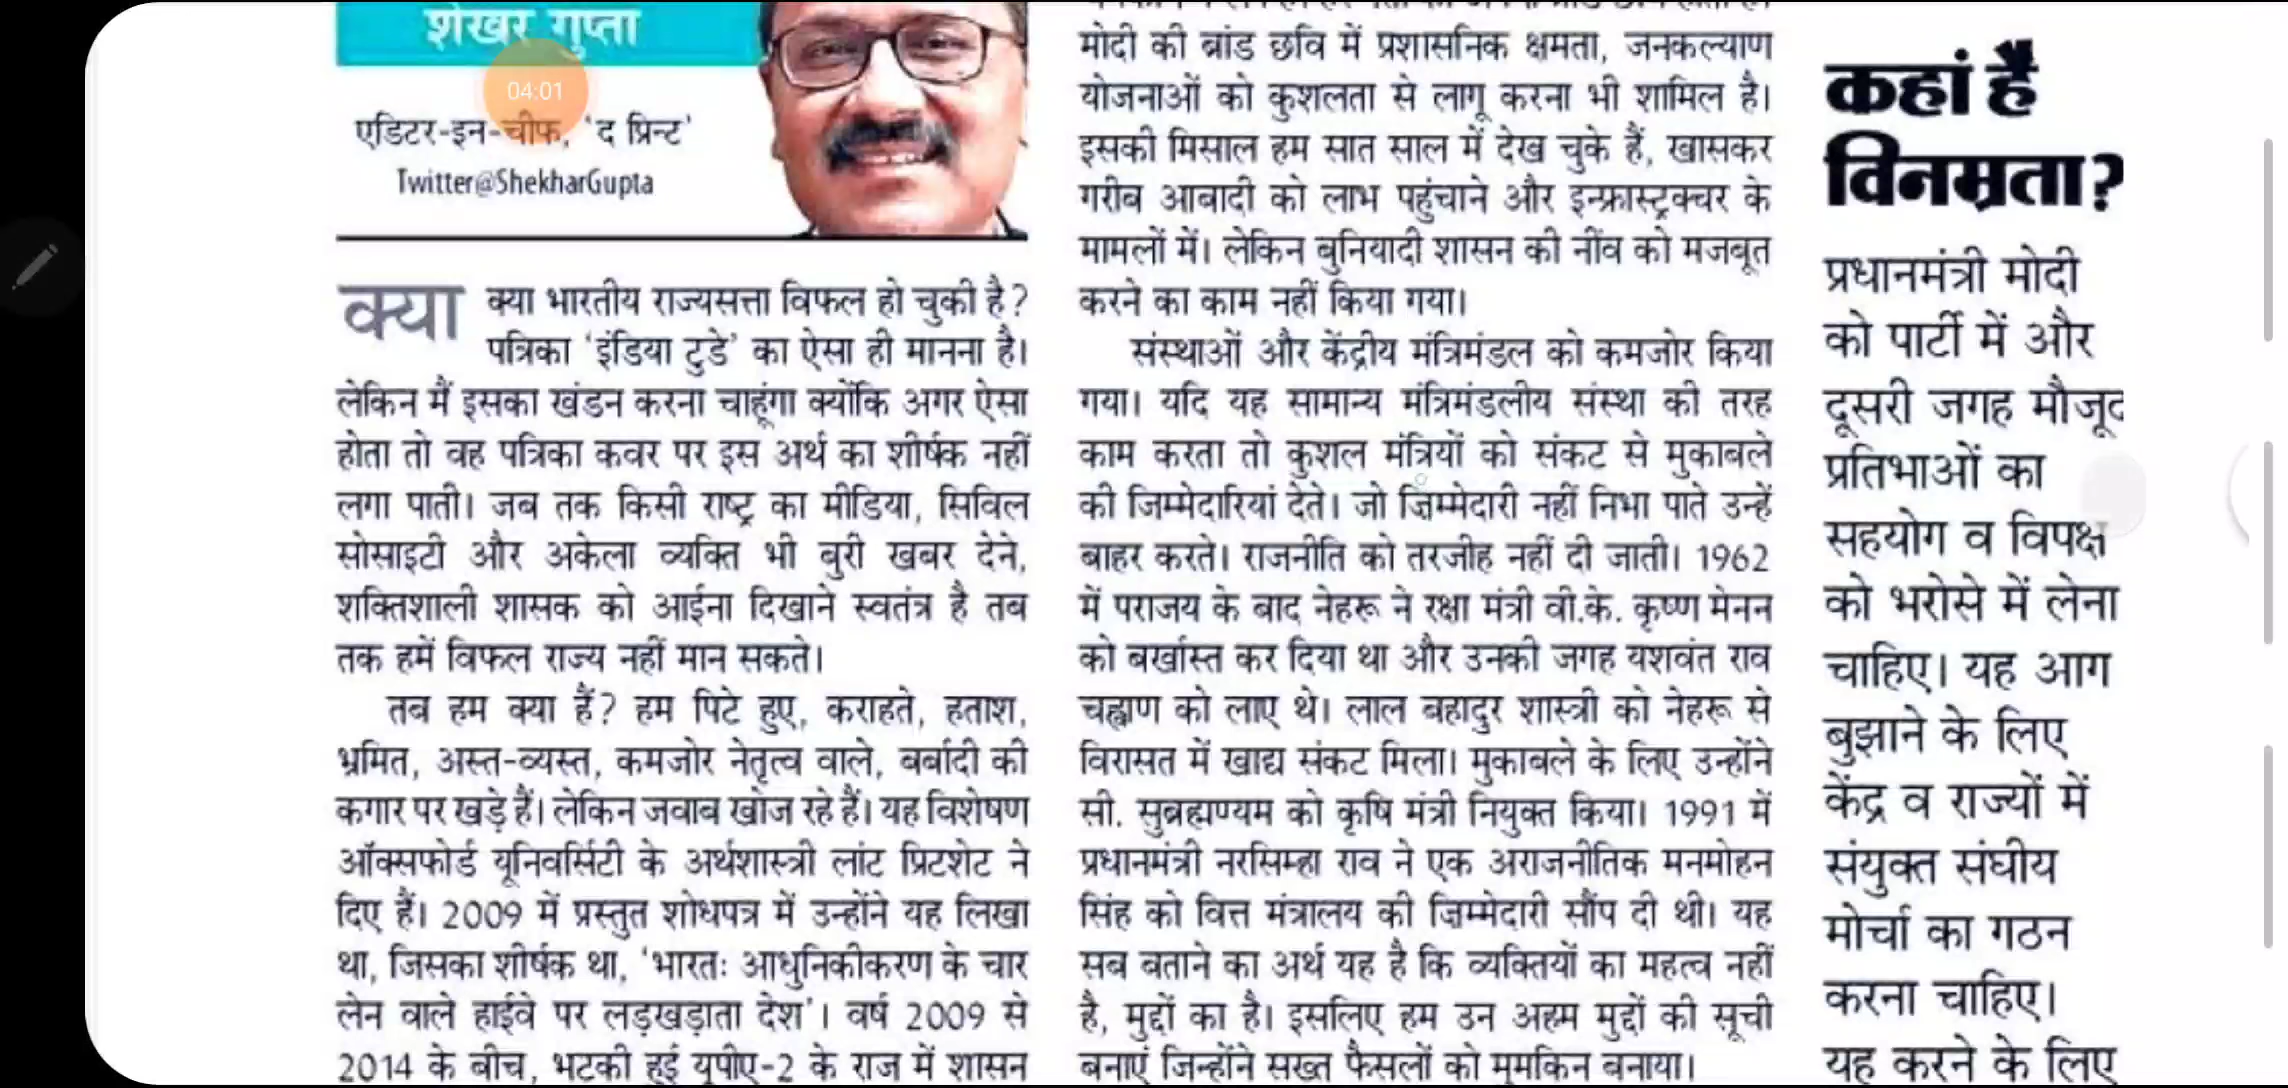 शेखर गुप्ता
04:01
एडिटर-इन-चीफ, 'द प्रिन्ट'
Twitter@ShekharGupta
क्या क्या भारतीय राज्यसत्ता विफल हो चुकी है?
पत्रिका 'इंडिया टुडे' का ऐसा ही मानना है।
लेकिन मैं इसका खंडन करना चाहूंगा क्योंकि अगर ऐसा
होता तो वह पत्रिका कवर पर इस अर्थ का शीर्षक नहीं
लगा पाती। जब तक किसी राष्ट्र का मीडिया, सिविल
सोसाइटी और अकेला व्यक्ति भी बुरी खबर देने,
शक्तिशाली शासक को आईना दिखाने स्वतंत्र है तब
तक हमें विफल राज्य नहीं मान सकते।
तब हम क्या हैं? हम पिटे हुए, कराहते, हताश,
भ्रमित, अस्त-व्यस्त, कमजोर नेतृत्व वाले, बर्बादी की
कगार पर खड़े हैं। लेकिन जवाब खोज रहे हैं। यह विशेषण
ऑक्सफोर्ड यूनिवर्सिटी के अर्थशास्त्री लांट प्रिटशेट ने
दिए हैं। 2009 में प्रस्तुत शोधपत्र में उन्होंने यह लिखा
था, जिसका शीर्षक था, 'भारतः आधुनिकीकरण के चार
लेन वाले हाईवे पर लड़खड़ाता देश'। वर्ष 2009 से
2014 के बीच, भटकी हुई यूपीए-2 के राज में शासन
मोदी की ब्रांड छवि में प्रशासनिक क्षमता, जनकल्याण
योजनाओं को कुशलता से लागू करना भी शामिल है।
इसकी मिसाल हम सात साल में देख चुके हैं, खासकर
गरीब आबादी को लाभ पहुंचाने और इन्फ्रास्ट्रक्चर के
मामलों में। लेकिन बुनियादी शासन की नींव को मजबूत
करने का काम नहीं किया गया।
संस्थाओं और केंद्रीय मंत्रिमंडल को कमजोर किया
गया। यदि यह सामान्य मंत्रिमंडलीय संस्था की तरह
काम करता तो कुशल मंत्रियों को संकट से मुकाबले
की जिम्मेदारियां देते। जो जिम्मेदारी नहीं निभा पाते उन्हें
बाहर करते। राजनीति को तरजीह नहीं दी जाती। 1962
में पराजय के बाद नेहरू ने रक्षा मंत्री वी.के. कृष्ण मेनन
को बर्खास्त कर दिया था और उनकी जगह यशवंत राव
चह्वाण को लाए थे। लाल बहादुर शास्त्री को नेहरू से
विरासत में खाद्य संकट मिला। मुकाबले के लिए उन्होंने
सी. सुब्रह्मण्यम को कृषि मंत्री नियुक्त किया। 1991 में
प्रधानमंत्री नरसिम्हा राव ने एक अराजनीतिक मनमोहन
सिंह को वित्त मंत्रालय की जिम्मेदारी सौंप दी थी। यह
सब बताने का अर्थ यह है कि व्यक्तियों का महत्व नहीं
है, मुद्दों का है। इसलिए हम उन अहम मुद्दों की सूची
बनाएं जिन्होंने सख्त फैसलों को मुमकिन बनाया।
कहां है
विनम्रता?
प्रधानमंत्री मोदी
को पार्टी में और
दूसरी जगह मौजूद
प्रतिभाओं का
सहयोग व विपक्ष
को भरोसे में लेना
चाहिए। यह आग
बुझाने के लिए
केंद्र व राज्यों में
संयुक्त संघीय
मोर्चा का गठन
करना चाहिए।
यह करने के लिए